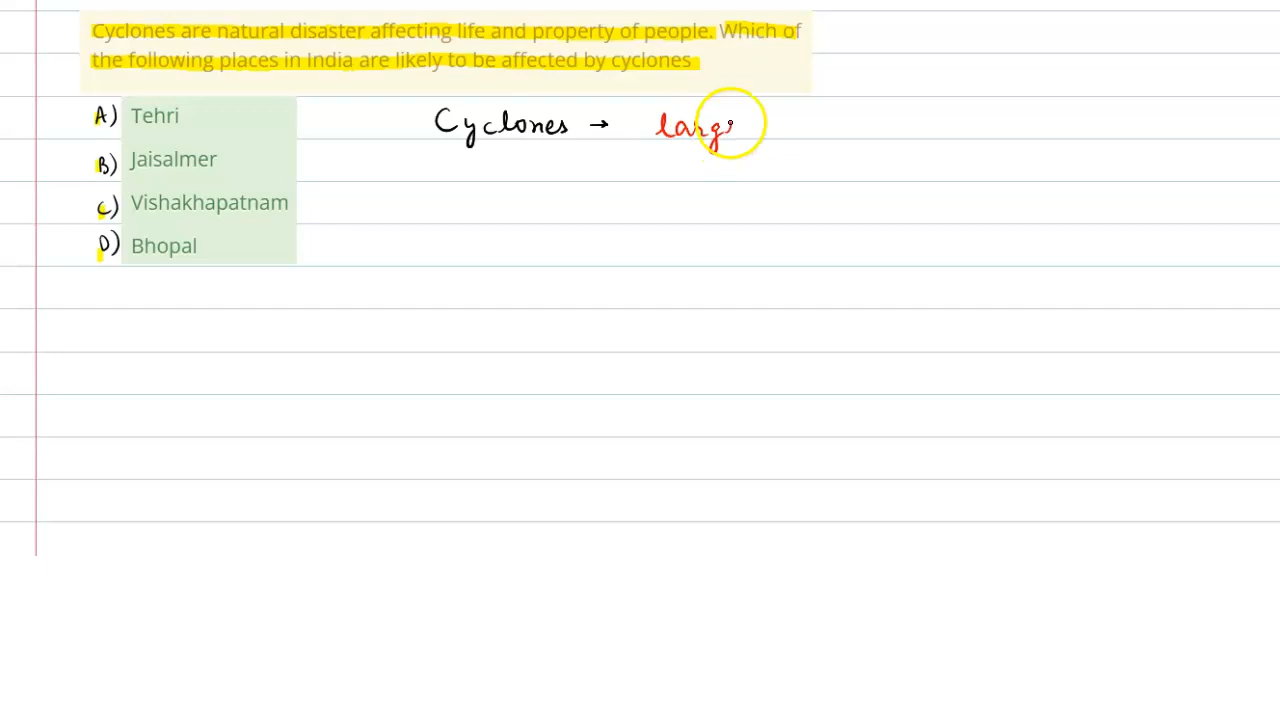 Cyclones are natural disaster affecting life and property of people. Which of
the following places in India are likely to be affected by cyclones
A) Tehri
B) Jaisalmer
C) Vishakhapatnam
D) Bhopal
Cyclones → larg